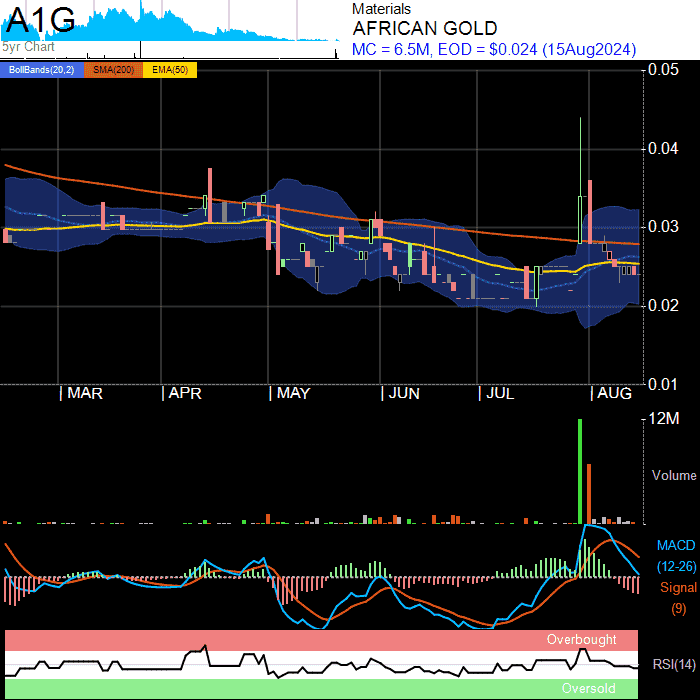 A1G
5yr Chart
Materials
AFRICAN GOLD
MC = 6.5M, EOD = $0.024 (15Aug2024)
BollBands(20,2) SMA(200) EMA(50)
0.05
0.04
0.03
0.02
0.01
MAR APR MAY JUN JUL AUG
12M
Volume
MACD
(12-26)
Signal
(9)
Overbought
RSI(14)
Oversold